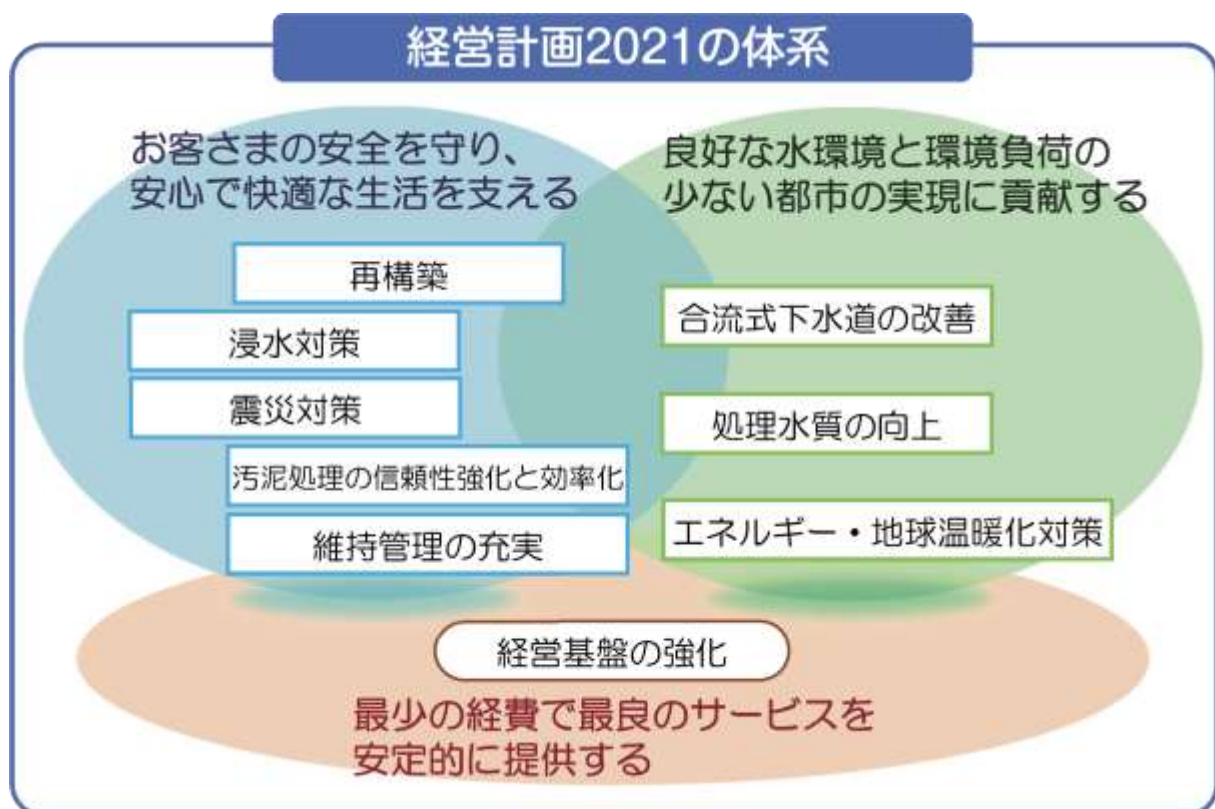 経営計画2021の体系
お客さまの安全を守り、
安心で快適な生活を支える
再構築
浸水対策
震災対策
汚泥処理の信頼性強化と効率化
維持管理の充実
良好な水環境と環境負荷の
少ない都市の実現に貢献する
合流式下水道の改善
処理水質の向上
エネルギー・地球温暖化対策
経営基盤の強化
最少の経費で最良のサービスを
安定的に提供する